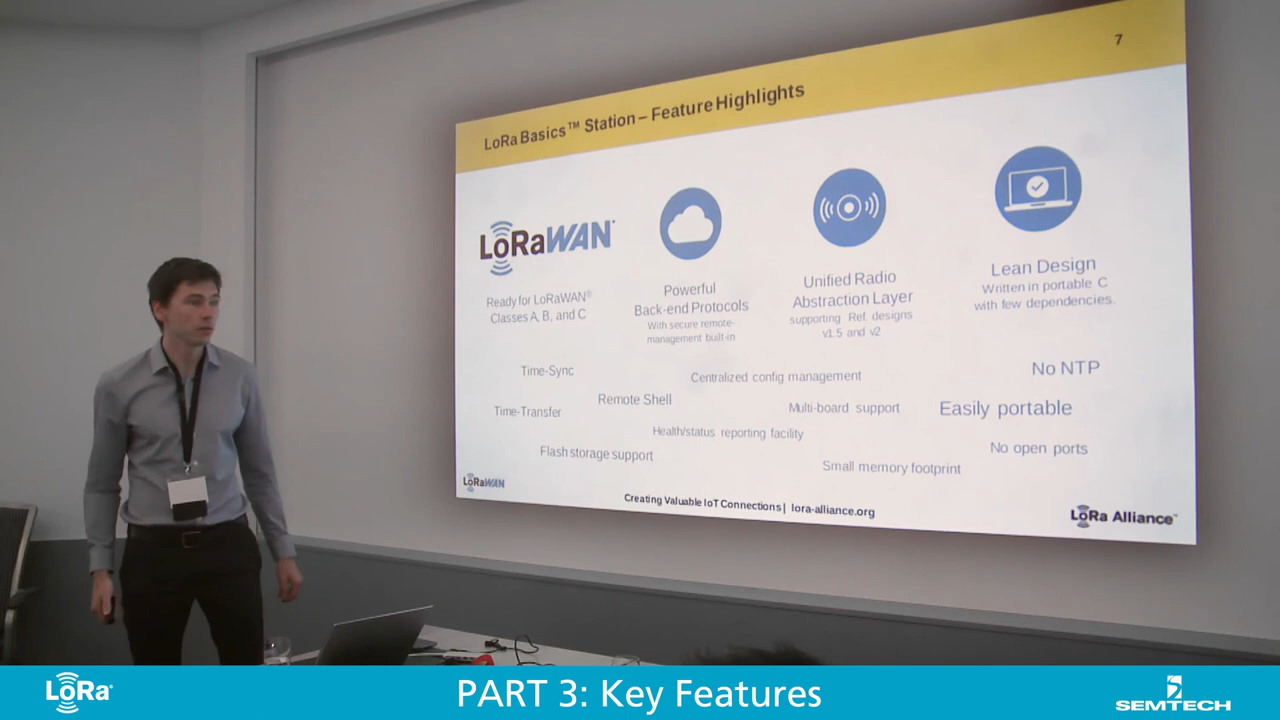 7
LoRa Basics™ Station – Feature Highlights
LoRaWAN®
Ready for LoRaWAN®
Classes A, B, and C
Powerful
Back-end Protocols
With secure remote-
management built-in
Unified Radio
Abstraction Layer
supporting Ref. designs
v1.5 and v2
Lean Design
Written in portable C
with few dependencies.
Time-Sync
Centralized config management
No NTP
Time-Transfer
Remote Shell
Multi-board support
Easily portable
Health/status reporting facility
Flash storage support
Small memory footprint
No open ports
LoRaWAN
Creating Valuable IoT Connections | lora-alliance.org
LoRa Alliance™
LoRa®
PART 3: Key Features
SEMTECH